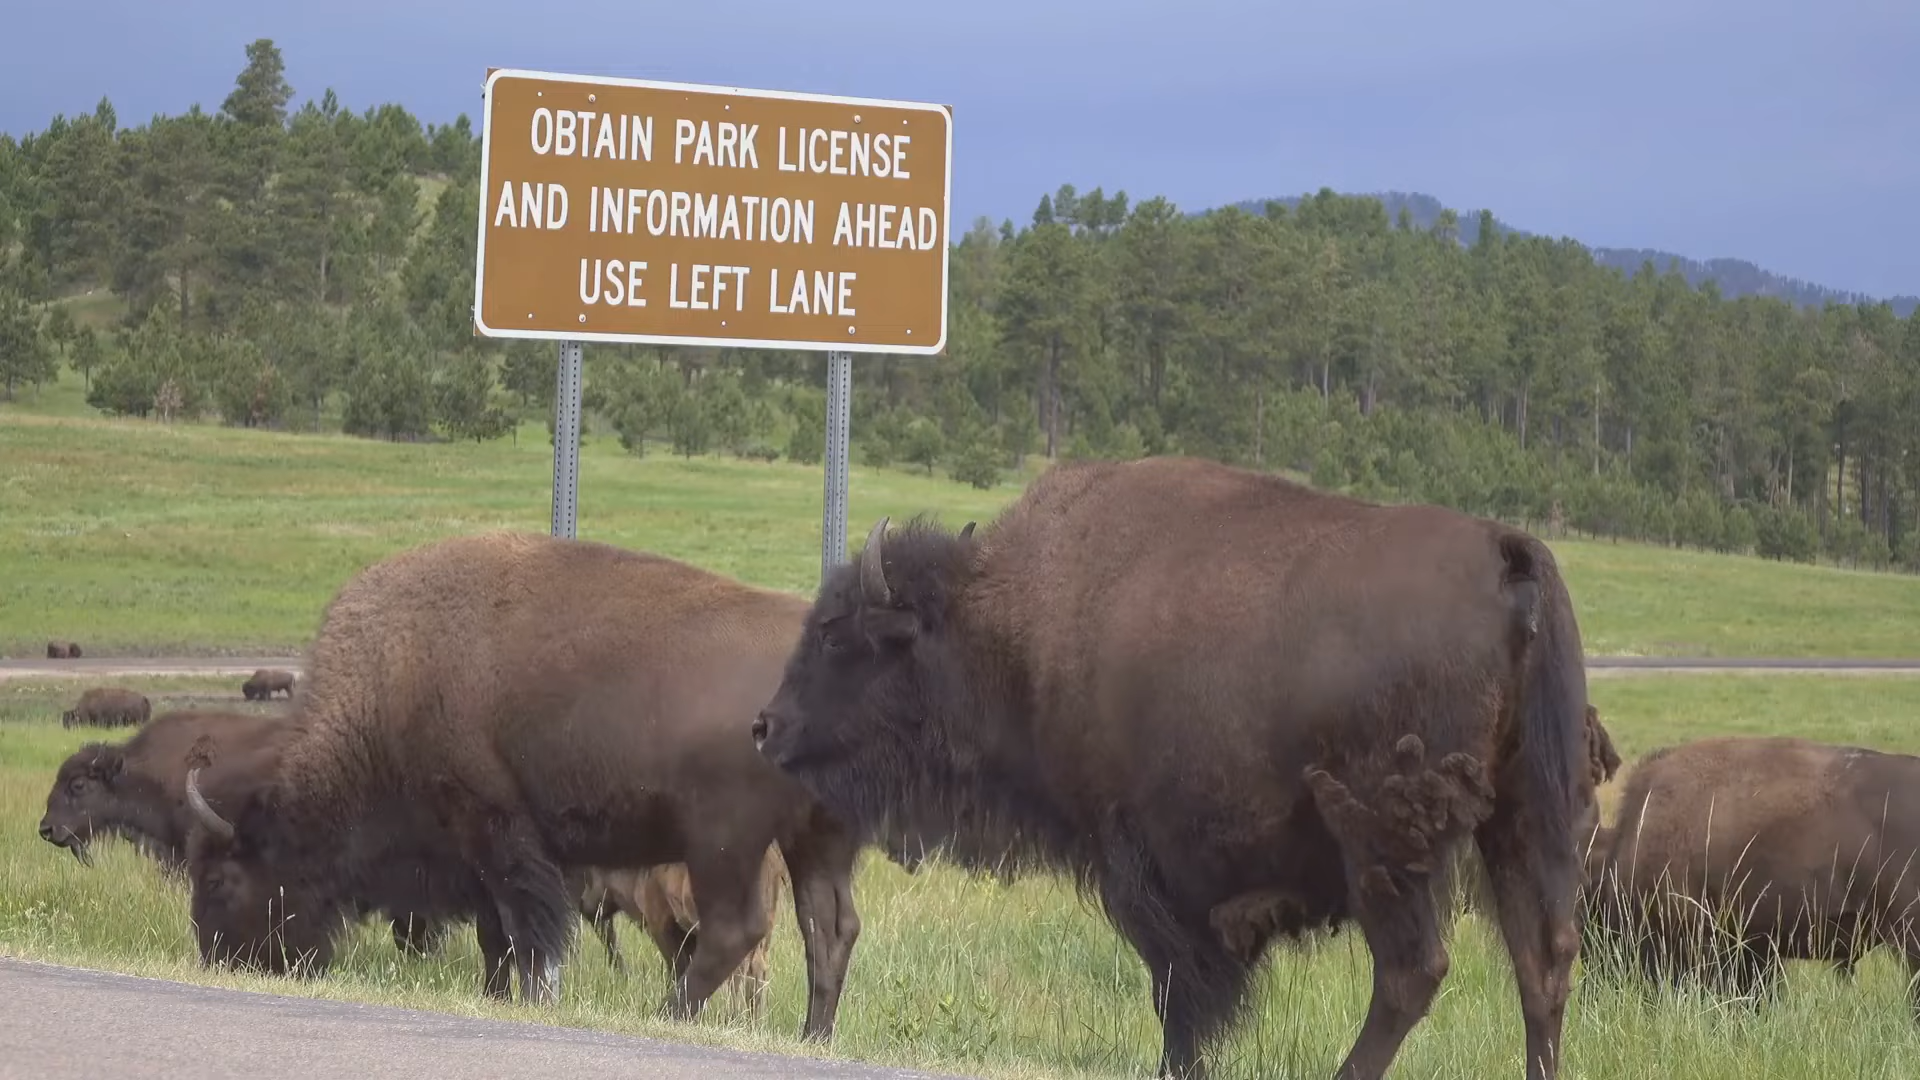 OBTAIN PARK LICENSE
AND INFORMATION AHEAD
USE LEFT LANE